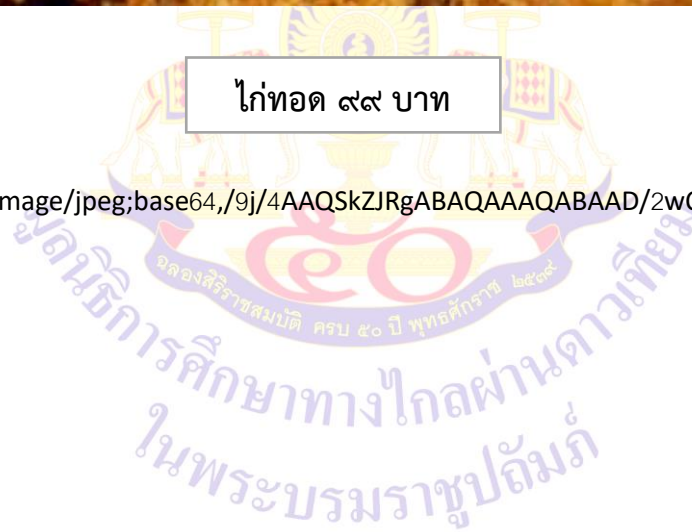 ไก่ทอด ๙๙ บาท
mage/jpeg;base64,/9j/4AAQSkZJRgABAQAAAQABAAD/2wC
๕๐
ฉลองสิริราชสมบัติ ครบ ๕๐ ปี พุทธศักราช ๒๕๓๙
มูลนิธิการศึกษาทางไกลผ่านดาวเทียม
ในพระบรมราชูปถัมภ์